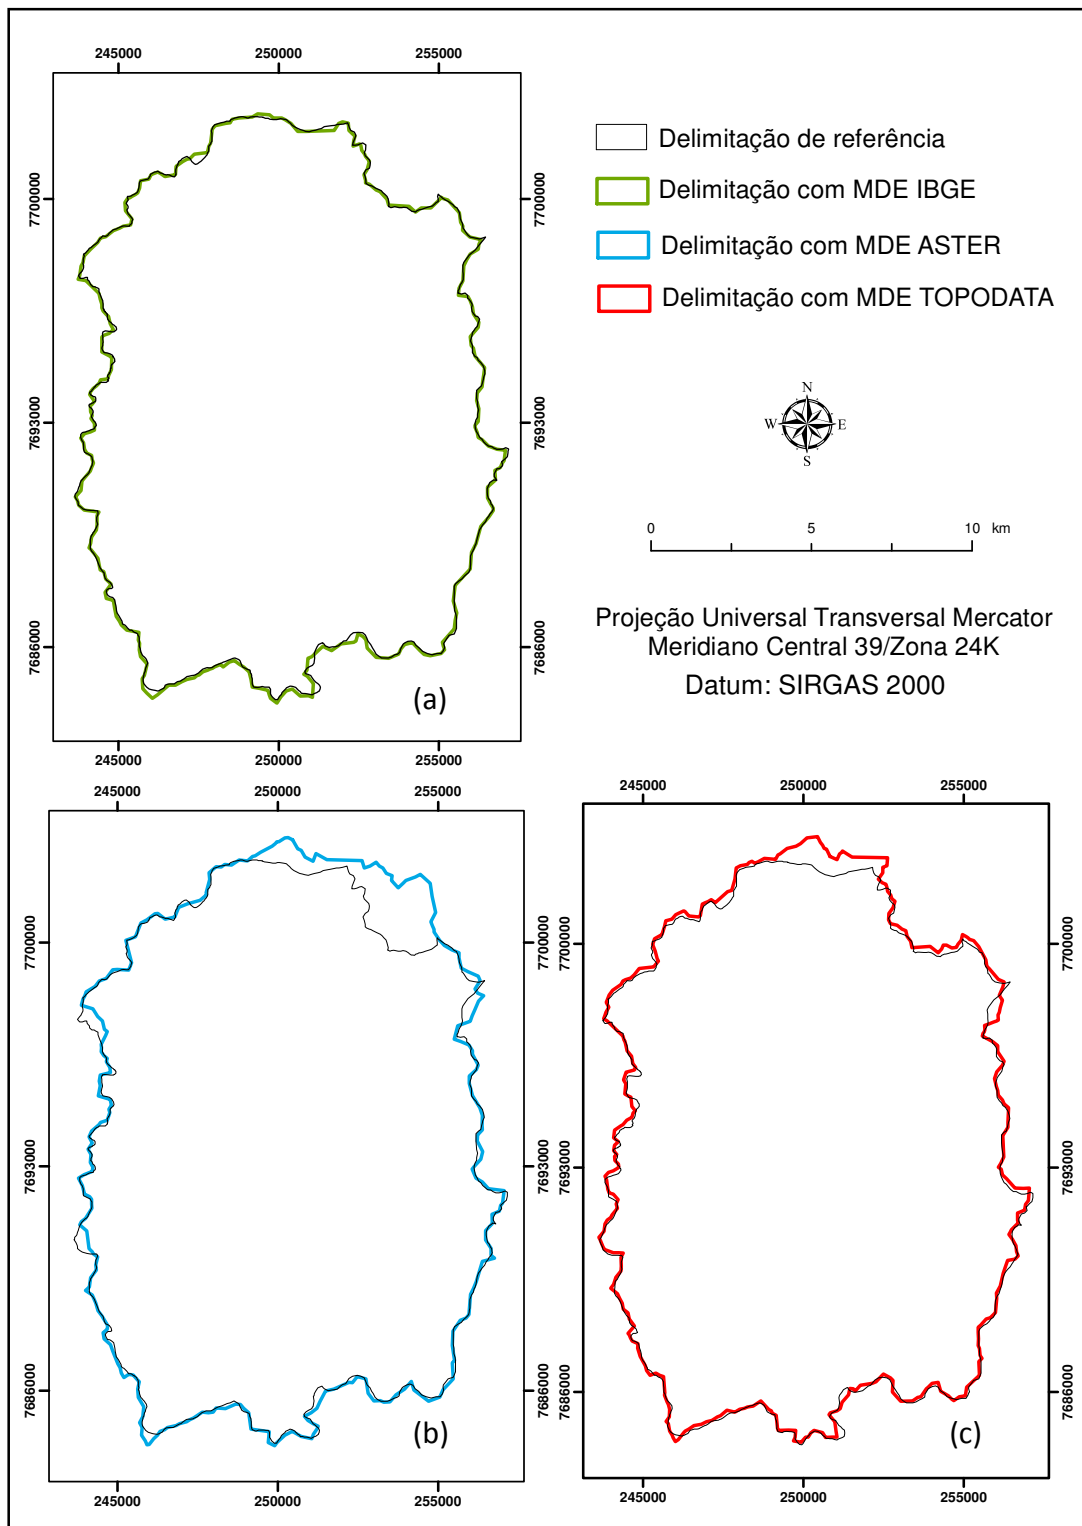 245000 250000 255000
7700000
7693000
7686000
245000 250000 255000
(a)
Delimitação de referência
Delimitação com MDE IBGE
Delimitação com MDE ASTER
Delimitação com MDE TOPODATA
N
W E
S
0 5 10 km
Projeção Universal Transversal Mercator
Meridiano Central 39/Zona 24K
Datum: SIRGAS 2000
245000 250000 255000
7700000 7700000
7693000 7693000
7686000 7686000
(b)
245000 250000 255000
245000 250000 255000
7700000
7693000
7686000
(c)
245000 250000 255000